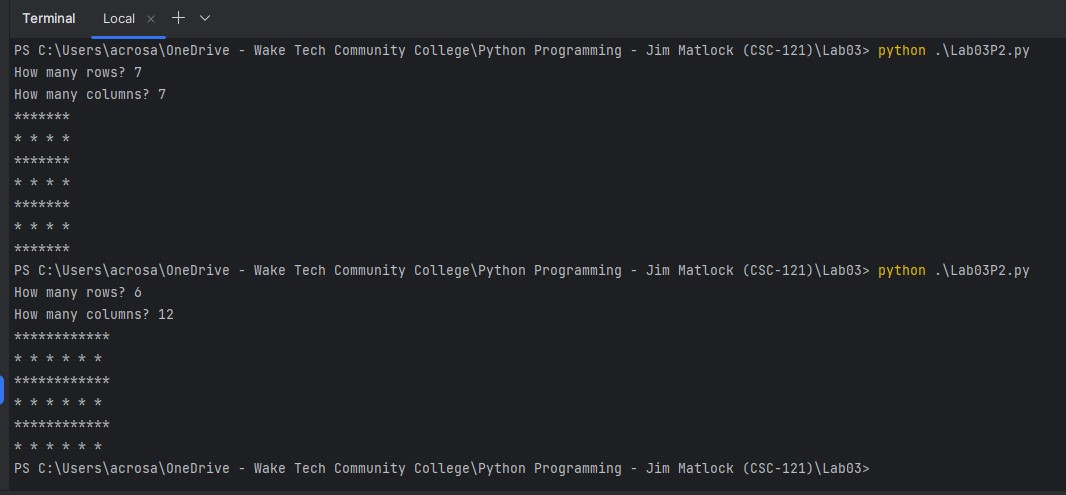 Terminal Local × +
PS C:\Users\acrosa\OneDrive - Wake Tech Community College\Python Programming - Jim Matlock (CSC-121)\Lab03> python .\Lab03P2.py
How many rows? 7
How many columns? 7
*******
* * * *
*******
* * * *
*******
* * * *
*******
PS C:\Users\acrosa\OneDrive - Wake Tech Community College\Python Programming - Jim Matlock (CSC-121)\Lab03> python .\Lab03P2.py
How many rows? 6
How many columns? 12
************
* * * * * *
************
* * * * * *
************
* * * * * *
PS C:\Users\acrosa\OneDrive - Wake Tech Community College\Python Programming - Jim Matlock (CSC-121)\Lab03>